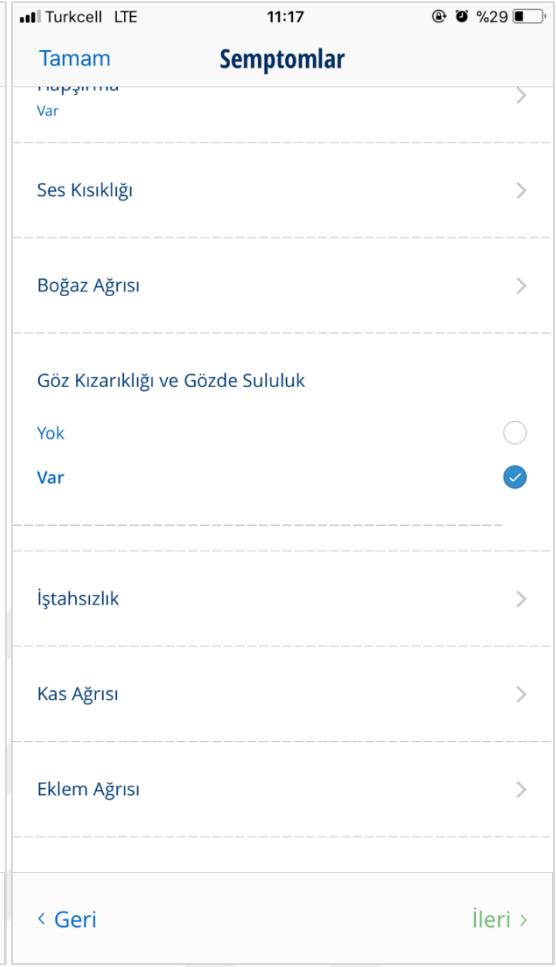 Turkcell LTE 11:17 %29
Tamam Semptomlar
Hapşırma
Var
Ses Kısıklığı
Boğaz Ağrısı
Göz Kızarıklığı ve Gözde Sululuk
Yok
Var
İştahsızlık
Kas Ağrısı
Eklem Ağrısı
Geri İleri